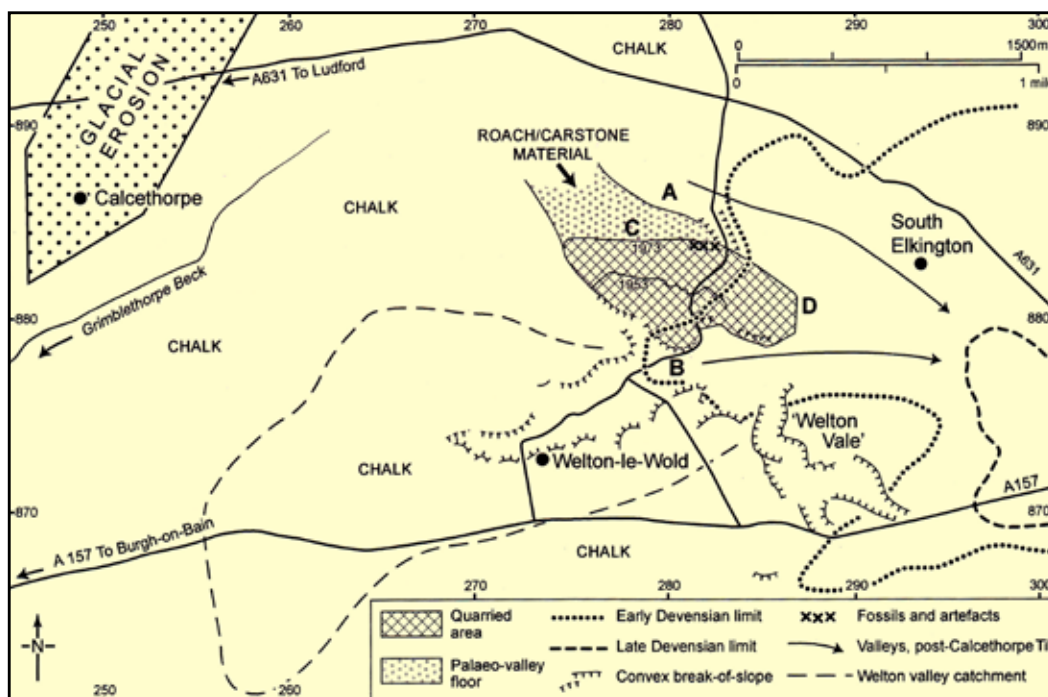 250
260
270
280
290
300
CHALK
0
1500m
0
1 mile
A631 To Ludford
GLACIAL
EROSION
890
890
ROACH/CARSTONE
MATERIAL
Calcethorpe
CHALK
A
C
1973
xxx
South
Elkington
A631
1953
D
Grimblethorpe Beck
880
880
CHALK
B
'Welton
Vale'
CHALK
Welton-le-Wold
A157
870
870
A 157 To Burgh-on-Bain
CHALK
270
280
290
300
N
Quarried
area
Early Devensian limit
xxx
Fossils and artefacts
Late Devensian limit
Valleys, post-Calcethorpe Ti
Palaeo-valley
floor
Convex break-of-slope
Welton valley catchment
250
260